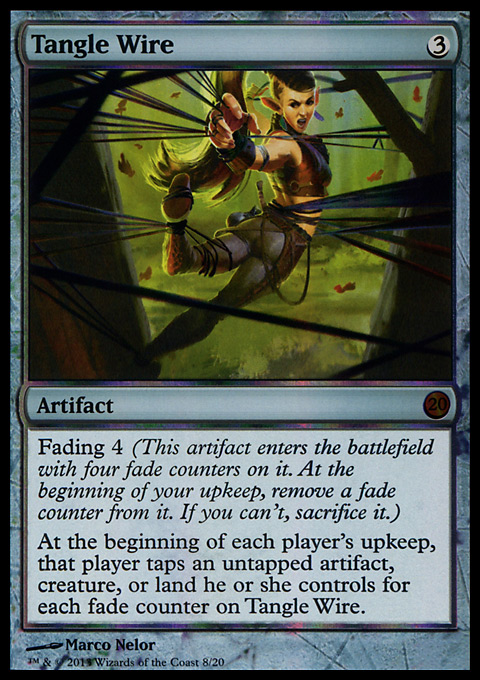 Tangle Wire 3
Artifact 20
Fading 4 (This artifact enters the battlefield
with four fade counters on it. At the
beginning of your upkeep, remove a fade
counter from it. If you can't, sacrifice it.)
At the beginning of each player's upkeep,
that player taps an untapped artifact,
creature, or land he or she controls for
each fade counter on Tangle Wire.
Marco Nelor
™ & © 2013 Wizards of the Coast 8/20